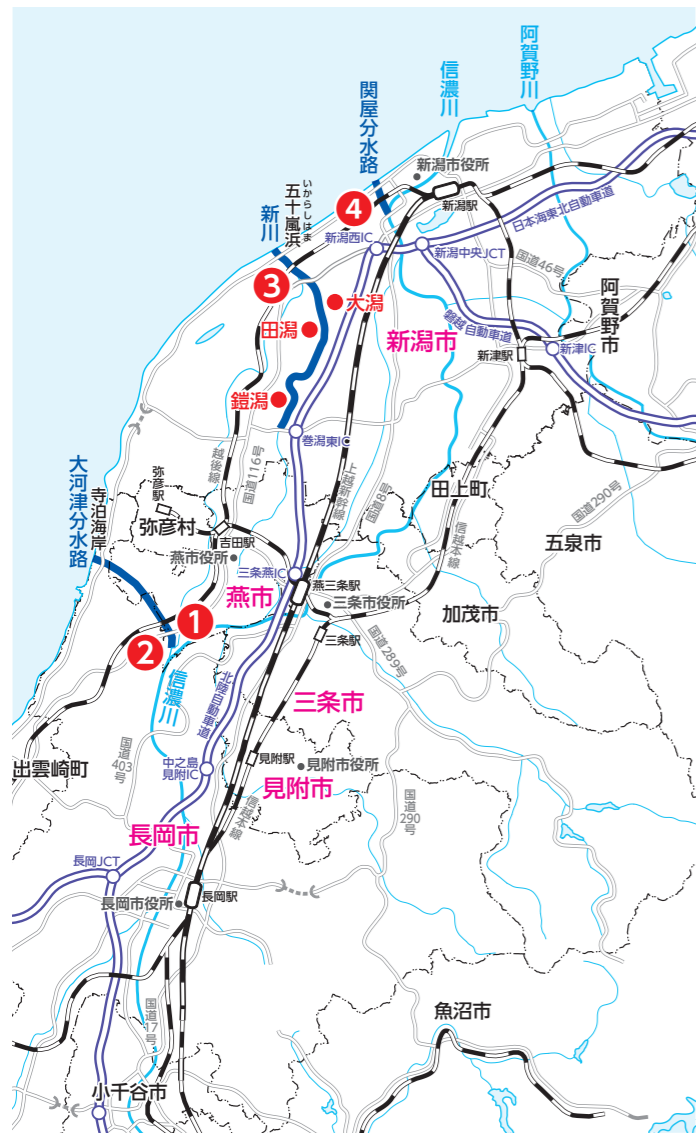 阿賀野川
信濃川
関屋分水路
新潟市役所
新潟駅
いからしはま
五十嵐浜
新川
4
新潟西IC
日本海東北自動車道
新潟中央JCT
国道46号
3
大潟
田潟
新潟市
磐越自動車道
阿賀野市
新津駅
新津IC
鎧潟
巻潟東IC
越後線
国道116号
上越新幹線
国道8号
大河津分水路
寺泊海岸
弥彦駅
弥彦村
吉田駅
田上町
信越本線
国道290号
燕市役所
五泉市
三条燕IC
燕三条駅
燕市
三条市役所
加茂市
1
2
三条駅
国道289号
信濃川
北陸自動車道
三条市
国道
403
号
中之島
見附IC
見附駅
見附市役所
出雲崎町
見附市
国道
290
号
信越本線
長岡市
長岡JCT
長岡市役所
長岡駅
国道17号
魚沼市
小千谷市